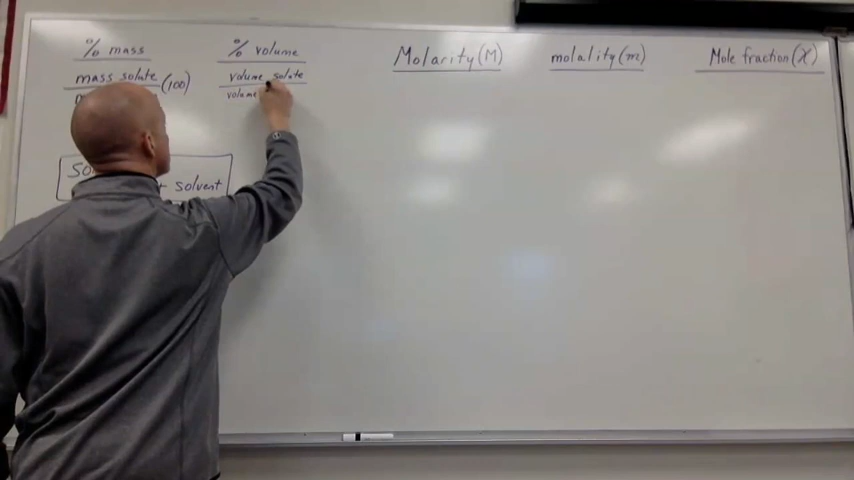 % mass
% volume
Molarity (M)
molality (m)
Mole fraction (X)
mass solute (100)
volume solute
volume
+ solvent